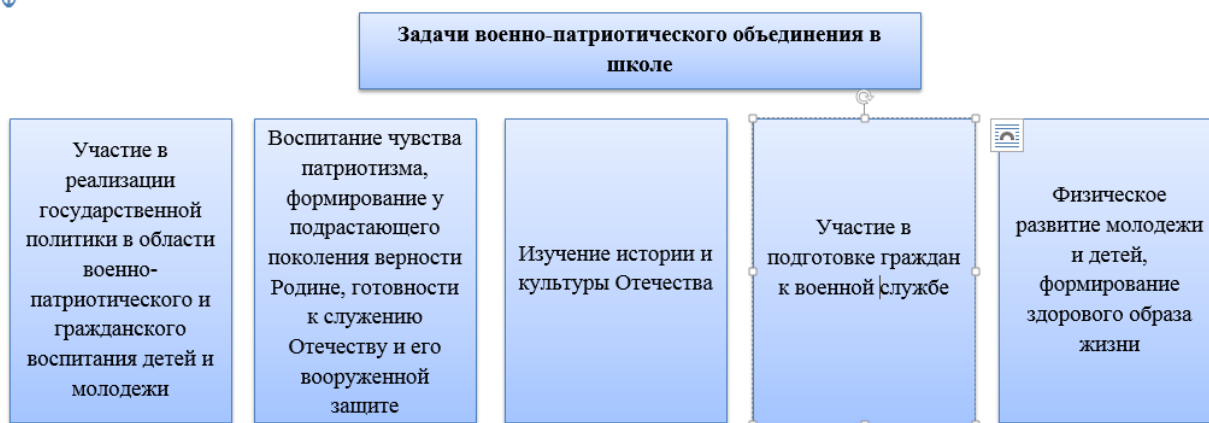 Задачи военно-патриотического объединения в
школе
Участие в
реализации
государственной
политики в области
военно-
патриотического и
гражданского
воспитания детей и
молодежи
Воспитание чувства
патриотизма,
формирование у
подрастающего
поколения верности
Родине, готовности
к служению
Отечеству и его
вооруженной
защите
Изучение истории и
культуры Отечества
Участие в
подготовке граждан
к военной службе
Физическое
развитие молодежи
и детей,
формирование
здорового образа
жизни